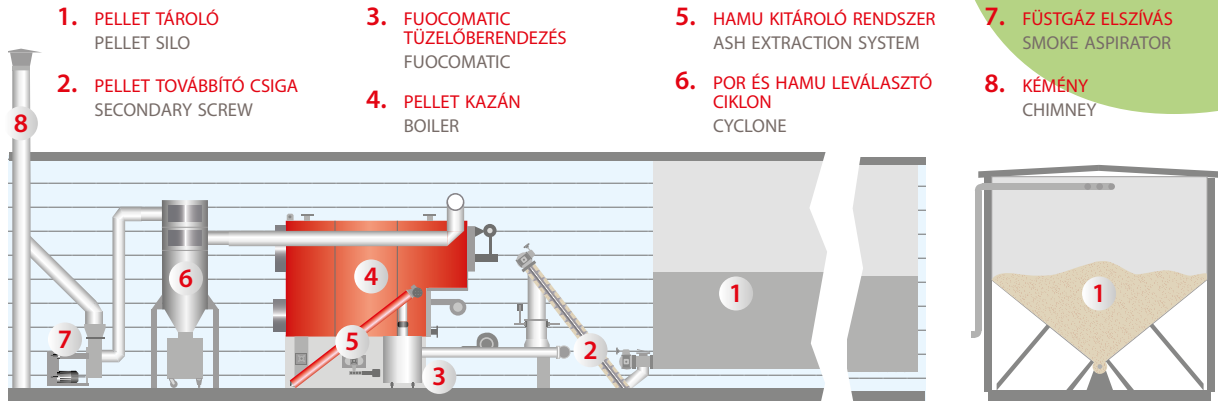 1. PELLET TÁROLÓ
PELLET SILO
2. PELLET TOVÁBBÍTÓ CSIGA
SECONDARY SCREW
3. FUOCOMATIC
TÜZELŐBERENDEZÉS
FUOCOMATIC
4. PELLET KAZÁN
BOILER
5. HAMU KITÁROLÓ RENDSZER
ASH EXTRACTION SYSTEM
6. POR ÉS HAMU LEVÁLASZTÓ
CIKLON
CYCLONE
7. FÜSTGÁZ ELSZÍVÁS
SMOKE ASPIRATOR
8. KÉMÉNY
CHIMNEY
8
6
4
1
1
7
5
2
3